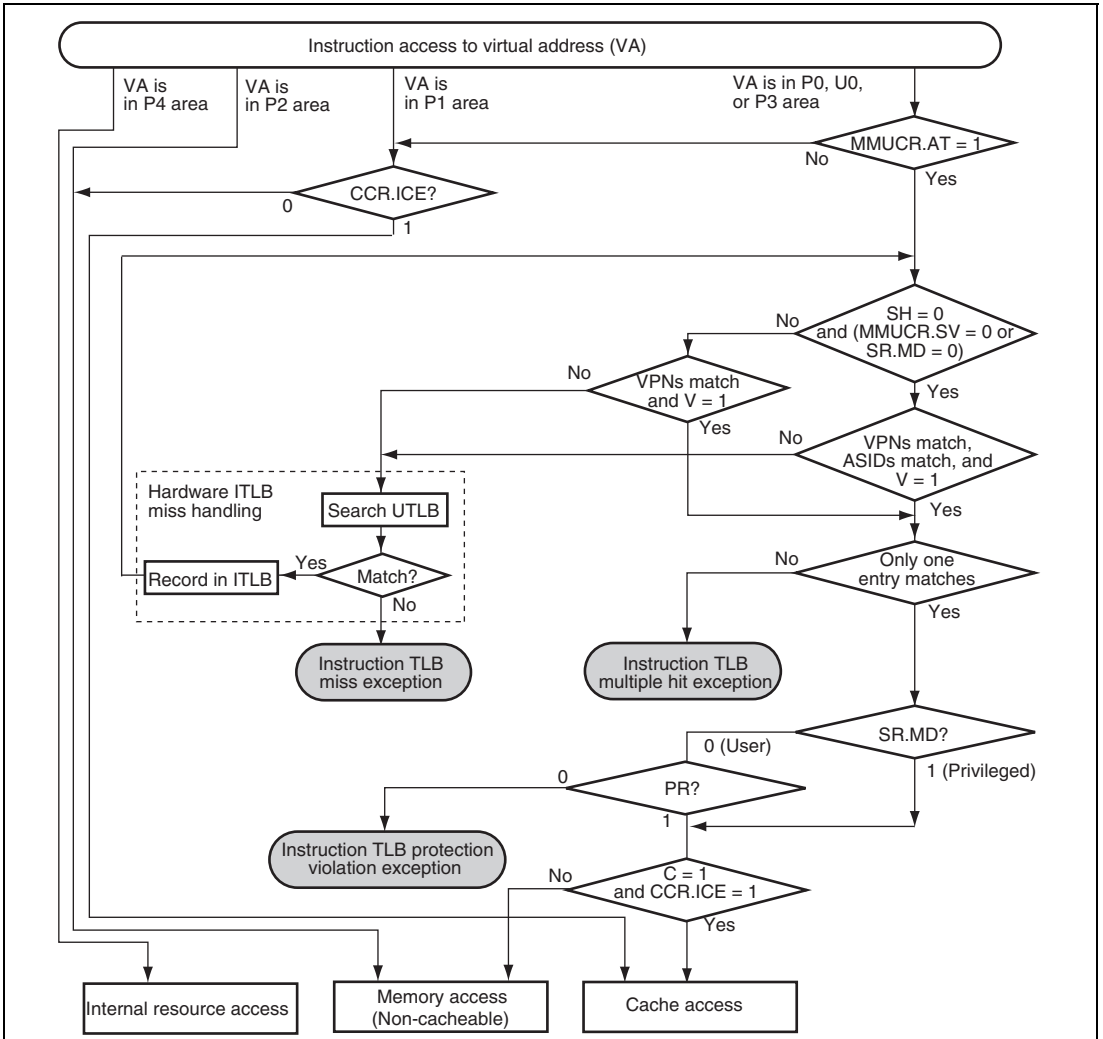 Instruction access to virtual address (VA)
VA is
in P4 area
VA is
in P2 area
VA is
in P1 area
VA is in P0, U0,
or P3 area
MMUCR.AT = 1
No
Yes
CCR.ICE?
0
1
SH = 0
and (MMUCR.SV = 0 or
SR.MD = 0)
No
Yes
VPNs match
and V = 1
No
Yes
VPNs match,
ASIDs match, and
V = 1
No
Yes
Hardware ITLB
miss handling
Search UTLB
Match?
Yes
No
Record in ITLB
Only one
entry matches
No
Yes
Instruction TLB
miss exception
Instruction TLB
multiple hit exception
SR.MD?
0 (User)
1 (Privileged)
PR?
0
1
Instruction TLB protection
violation exception
C = 1
and CCR.ICE = 1
No
Yes
Internal resource access
Memory access
(Non-cacheable)
Cache access